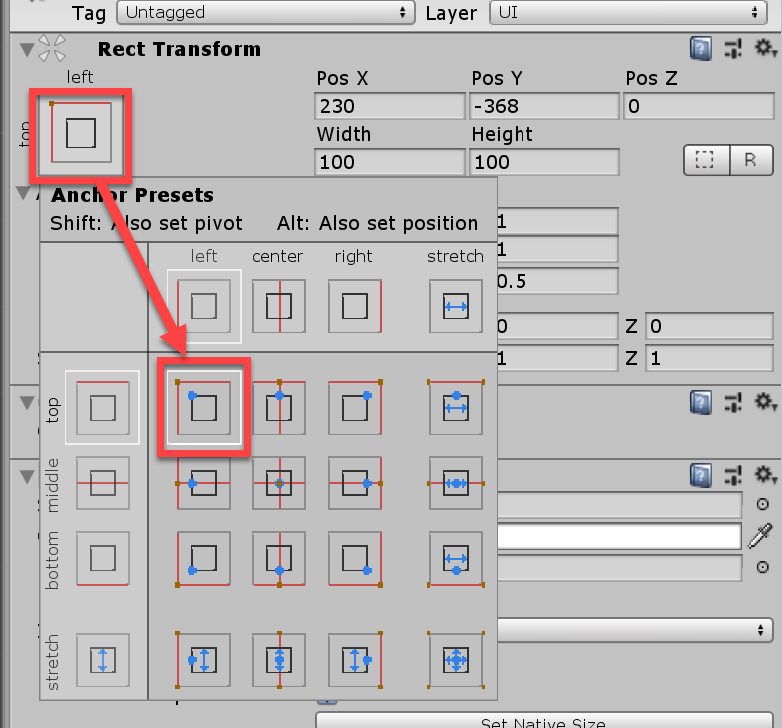 Tag Untagged Layer UI
Rect Transform
left
Pos X Pos Y Pos Z
230 -368 0
top
Width Height
100 100
R
Anchor Presets
Shift: Also set pivot Alt: Also set position
1
left center right stretch
1
0.5
0 Z 0
1 Z 1
top
middle
bottom
stretch
Set Native Size